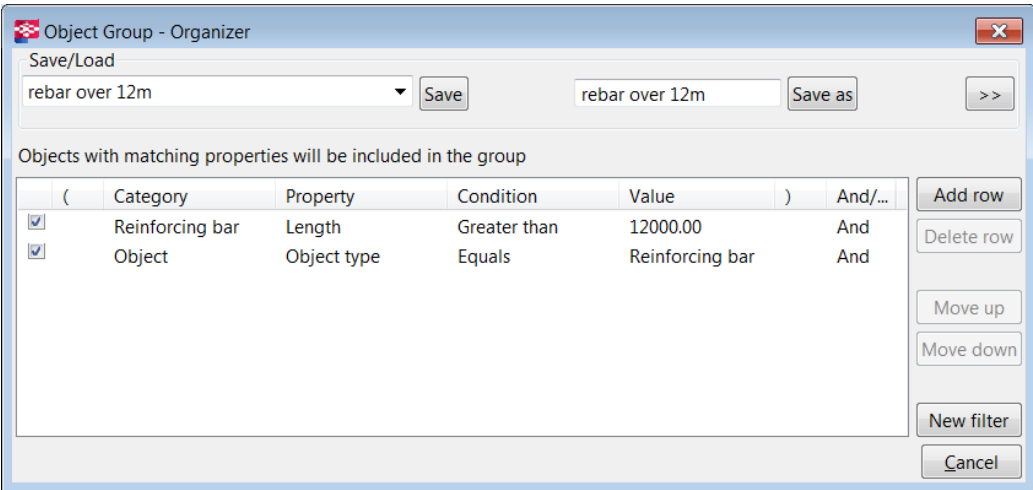 Object Group - Organizer
Save/Load
rebar over 12m Save rebar over 12m Save as >>
Objects with matching properties will be included in the group
( Category Property Condition Value ) And/... Add row
Reinforcing bar Length Greater than 12000.00 And
Delete row
Object Object type Equals Reinforcing bar And
Move up
Move down
New filter
Cancel